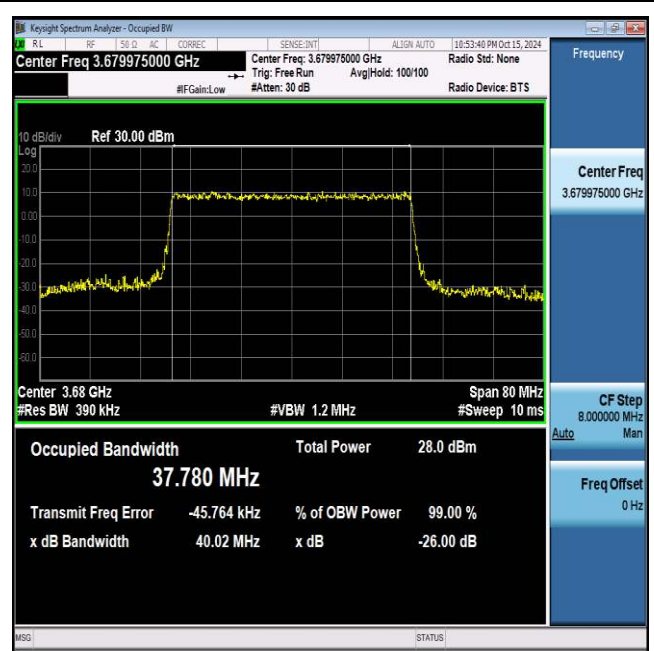 Keysight Spectrum Analyzer - Occupied BW
RL RF 50 Ω AC CORREC SENSE:INT ALIGN AUTO 10:53:40 PM Oct 15, 2024
Center Freq 3.679975000 GHz
Center Freq: 3.679975000 GHz
Radio Std: None
Trig: Free Run Avg|Hold: 100/100
#IFGain:Low #Atten: 30 dB Radio Device: BTS
Frequency
10 dB/div Ref 30.00 dBm
Log
20.0
10.0
0.00
-10.0
-20.0
-30.0
-40.0
-50.0
-60.0
Center 3.68 GHz Span 80 MHz
#Res BW 390 kHz #VBW 1.2 MHz #Sweep 10 ms
Center Freq
3.679975000 GHz
CF Step
8.000000 MHz
Auto Man
Freq Offset
0 Hz
Occupied Bandwidth Total Power 28.0 dBm
37.780 MHz
Transmit Freq Error -45.764 kHz % of OBW Power 99.00 %
x dB Bandwidth 40.02 MHz x dB -26.00 dB
MSG STATUS